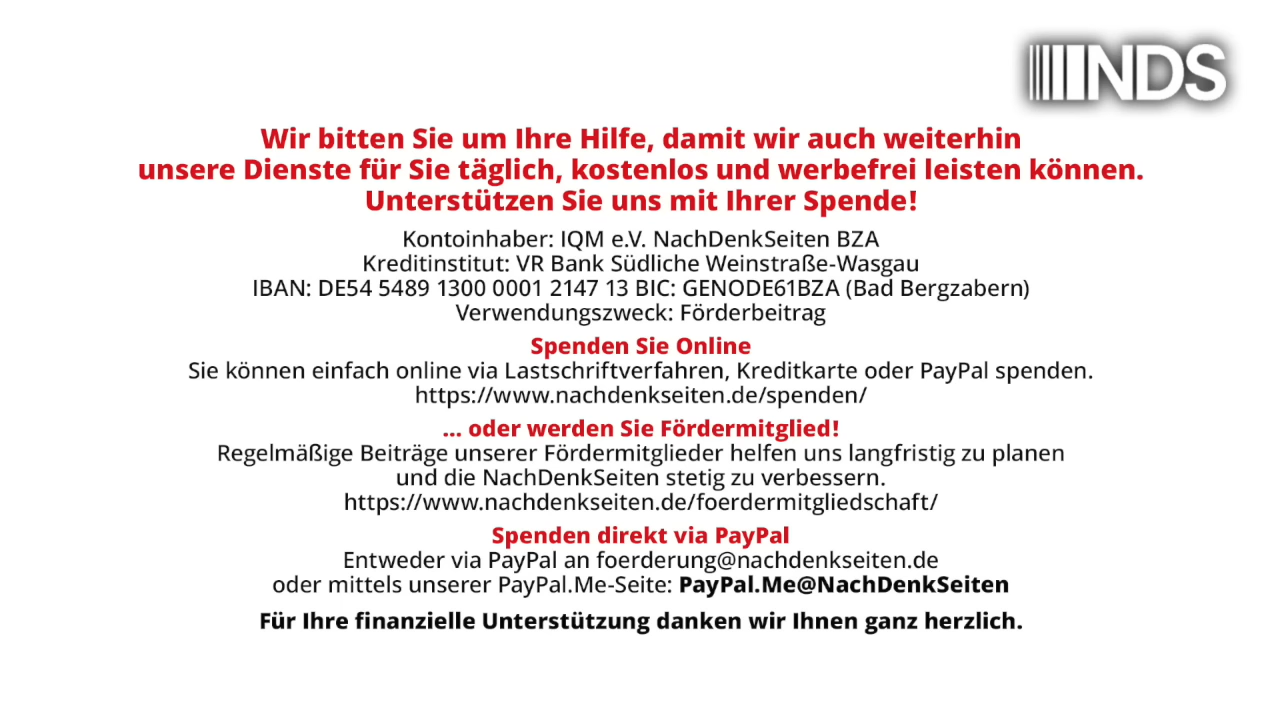 NDS
Wir bitten Sie um Ihre Hilfe, damit wir auch weiterhin
unsere Dienste für Sie täglich, kostenlos und werbefrei leisten können.
Unterstützen Sie uns mit Ihrer Spende!
Kontoinhaber: IQM e.V. NachDenkSeiten BZA
Kreditinstitut: VR Bank Südliche Weinstraße-Wasgau
IBAN: DE54 5489 1300 0001 2147 13 BIC: GENODE61BZA (Bad Bergzabern)
Verwendungszweck: Förderbeitrag
Spenden Sie Online
Sie können einfach online via Lastschriftverfahren, Kreditkarte oder PayPal spenden.
https://www.nachdenkseiten.de/spenden/
... oder werden Sie Fördermitglied!
Regelmäßige Beiträge unserer Fördermitglieder helfen uns langfristig zu planen
und die NachDenkSeiten stetig zu verbessern.
https://www.nachdenkseiten.de/foerdermitgliedschaft/
Spenden direkt via PayPal
Entweder via PayPal an foerderung@nachdenkseiten.de
oder mittels unserer PayPal.Me-Seite: PayPal.Me@NachDenkSeiten
Für Ihre finanzielle Unterstützung danken wir Ihnen ganz herzlich.